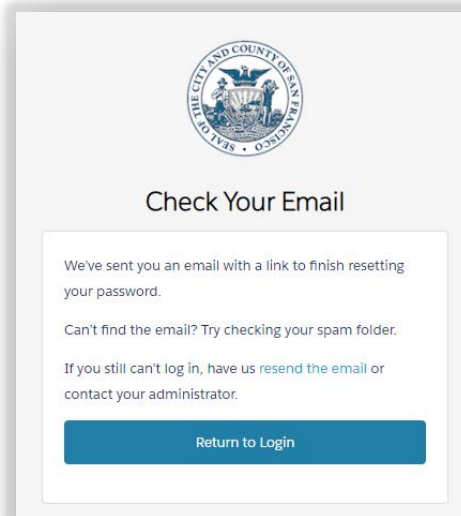 SEAL OF THE CITY AND COUNTY OF SAN FRANCISCO
Check Your Email
We've sent you an email with a link to finish resetting
your password.
Can't find the email? Try checking your spam folder.
If you still can't log in, have us resend the email or
contact your administrator.
Return to Login